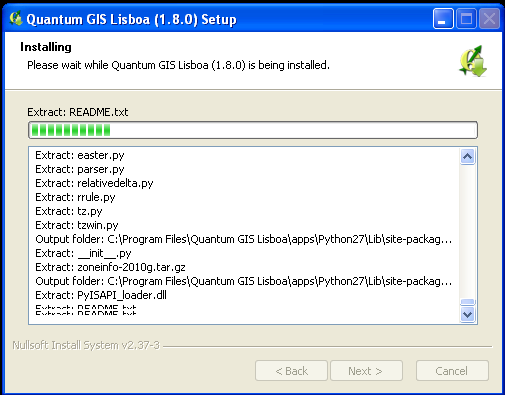 Quantum GIS Lisboa (1.8.0) Setup
Installing
Please wait while Quantum GIS Lisboa (1.8.0) is being installed.
Extract: README.txt
Extract: easter.py
Extract: parser.py
Extract: relativedelta.py
Extract: rrule.py
Extract: tz.py
Extract: tzwin.py
Output folder: C:\Program Files\Quantum GIS Lisboa\apps\Python27\Lib\site-packag...
Extract: __init__.py
Extract: zoneinfo-2010g.tar.gz
Output folder: C:\Program Files\Quantum GIS Lisboa\apps\Python27\Lib\site-packag...
Extract: PyISAPI_loader.dll
Extract: README.txt
Extract: README.txt
Nullsoft Install System v2.37-3
< Back
Next >
Cancel